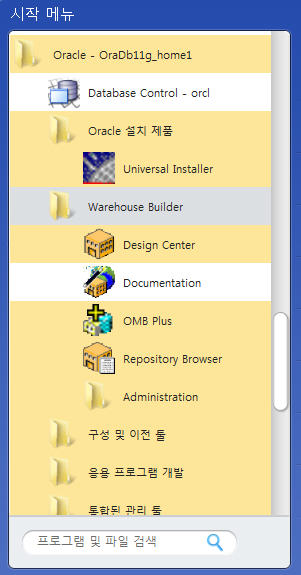 시작 메뉴
Oracle - OraDb11g_home1
Database Control - orcl
Oracle 설치 제품
Universal Installer
Warehouse Builder
Design Center
Documentation
OMB Plus
Repository Browser
Administration
구성 및 이전 툴
응용 프로그램 개발
통합된 관리 툴
프로그램 및 파일 검색